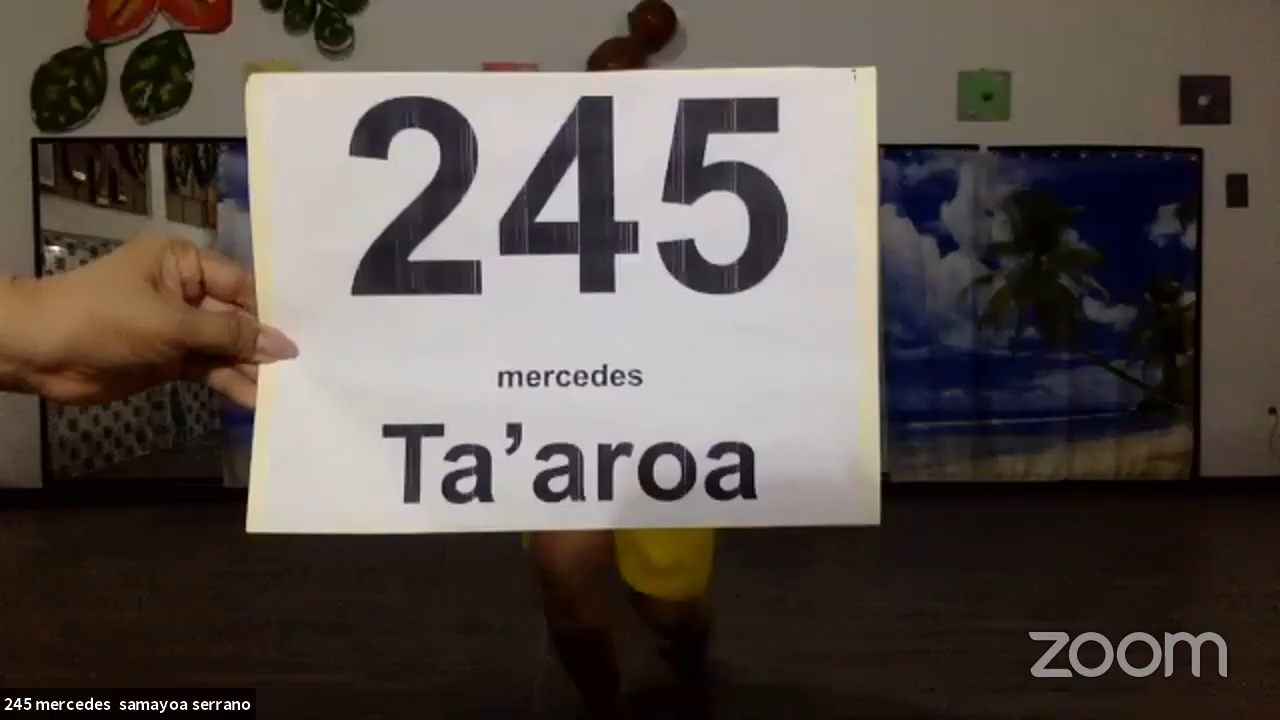 245
mercedes
Ta’aroa
zoom
245 mercedes samayoa serrano